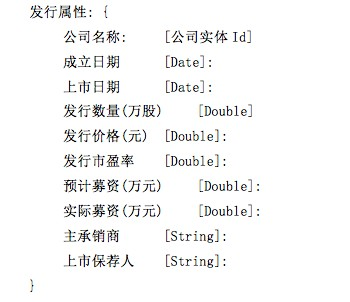 发行属性: {
公司名称: [公司实体 Id]
成立日期 [Date]:
上市日期 [Date]:
发行数量(万股) [Double]
发行价格(元) [Double]:
发行市盈率 [Double]:
预计募资(万元) [Double]:
实际募资(万元) [Double]:
主承销商 [String]:
上市保荐人 [String]:
}